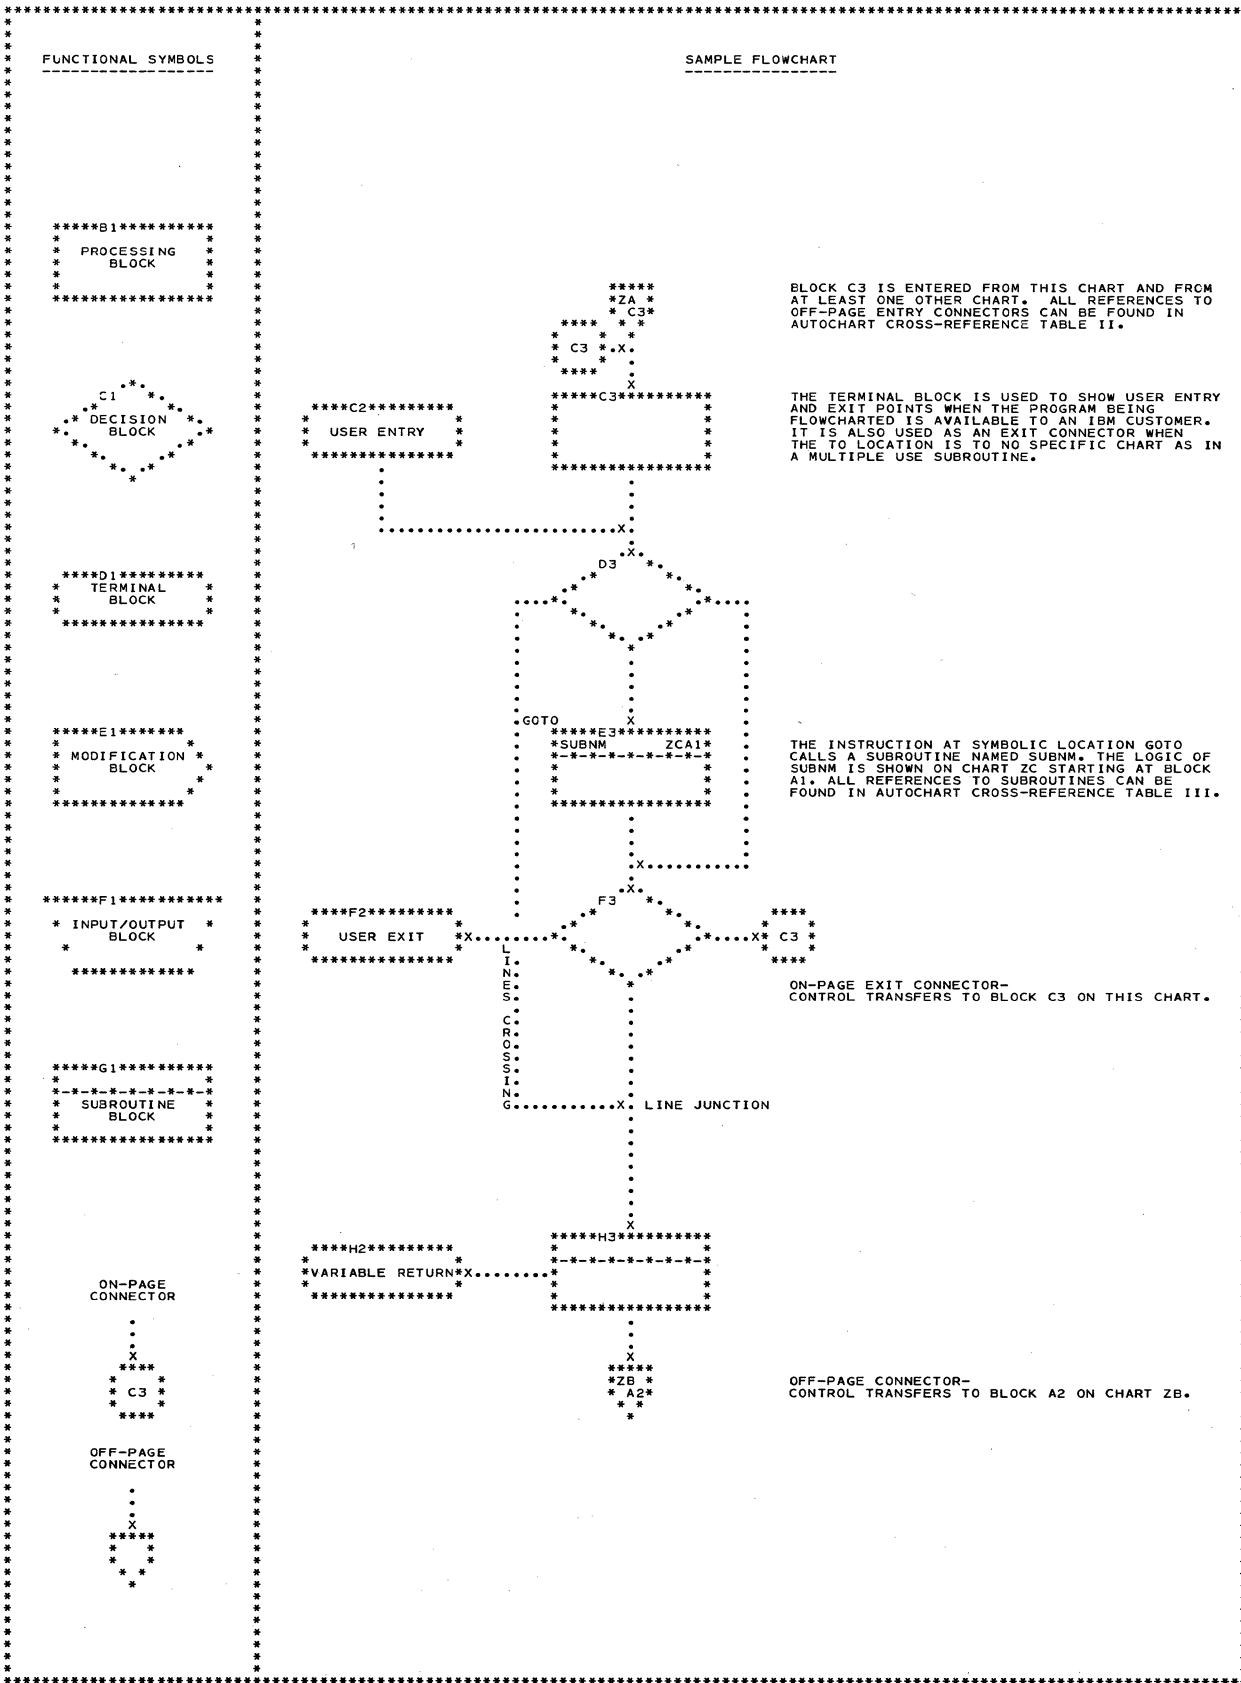 FUNCTIONAL SYMBOLS
SAMPLE FLOWCHART
B1
PROCESSING
BLOCK
C1
DECISION
BLOCK
D1
TERMINAL
BLOCK
E1
MODIFICATION
BLOCK
F1
INPUT/OUTPUT
BLOCK
G1
SUBROUTINE
BLOCK
ON-PAGE
CONNECTOR
X
C3
OFF-PAGE
CONNECTOR
X
ZA
C3
C3 .X.
X
C3
C2
USER ENTRY
X
X
D3
GOTO
X
E3
SUBNM ZCA1
X
X
F3
F2
USER EXIT
X
X
C3
LINES CROSSING
X. LINE JUNCTION
X
H3
H2
VARIABLE RETURN
X
X
ZB
A2
BLOCK C3 IS ENTERED FROM THIS CHART AND FROM
AT LEAST ONE OTHER CHART. ALL REFERENCES TO
OFF-PAGE ENTRY CONNECTORS CAN BE FOUND IN
AUTOCHART CROSS-REFERENCE TABLE II.
THE TERMINAL BLOCK IS USED TO SHOW USER ENTRY
AND EXIT POINTS WHEN THE PROGRAM BEING
FLOWCHARTED IS AVAILABLE TO AN IBM CUSTOMER.
IT IS ALSO USED AS AN EXIT CONNECTOR WHEN
THE TO LOCATION IS TO NO SPECIFIC CHART AS IN
A MULTIPLE USE SUBROUTINE.
THE INSTRUCTION AT SYMBOLIC LOCATION GOTO
CALLS A SUBROUTINE NAMED SUBNM. THE LOGIC OF
SUBNM IS SHOWN ON CHART ZC STARTING AT BLOCK
A1. ALL REFERENCES TO SUBROUTINES CAN BE
FOUND IN AUTOCHART CROSS-REFERENCE TABLE III.
ON-PAGE EXIT CONNECTOR-
CONTROL TRANSFERS TO BLOCK C3 ON THIS CHART.
OFF-PAGE CONNECTOR-
CONTROL TRANSFERS TO BLOCK A2 ON CHART ZB.